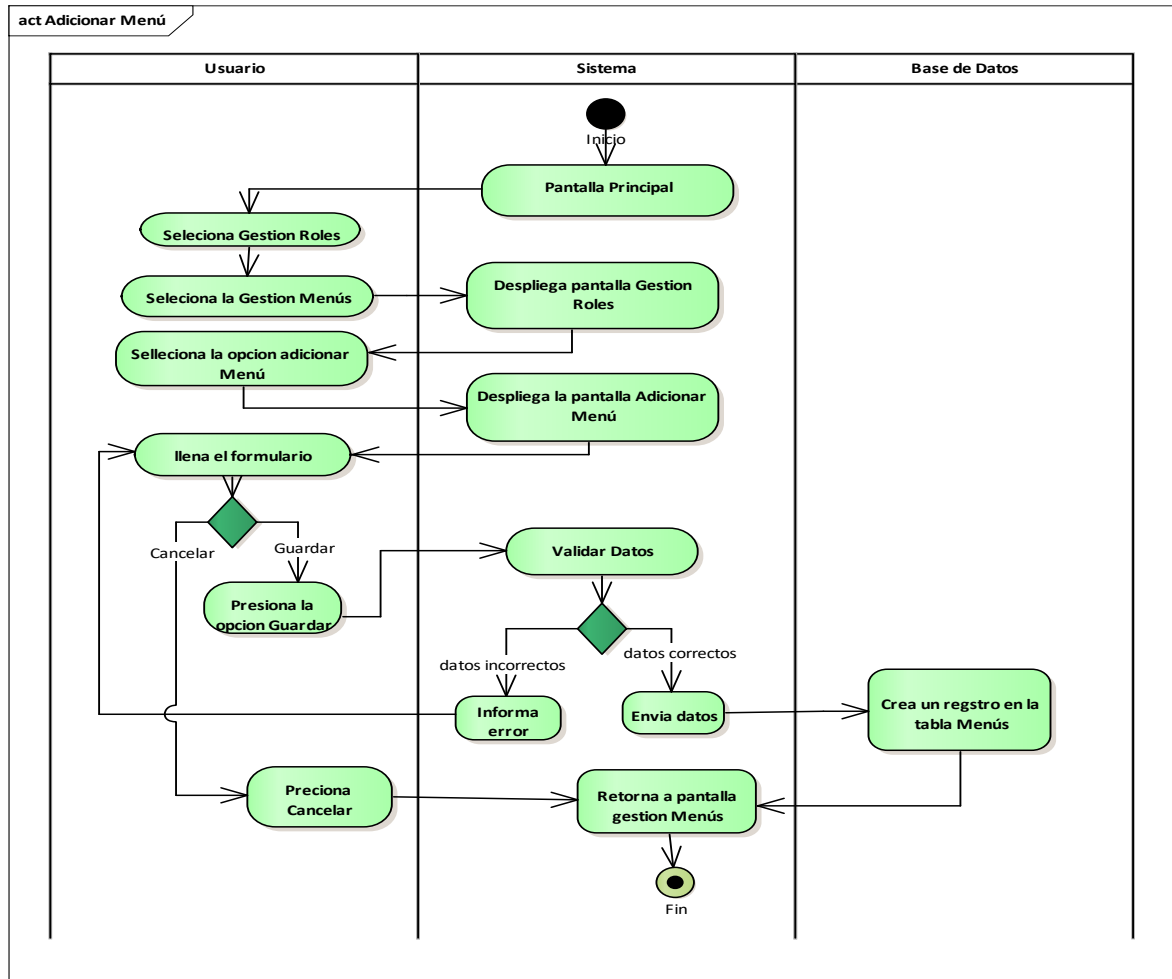 act Adicionar Menú
Usuario
Sistema
Base de Datos
Inicio
Pantalla Principal
Seleciona Gestion Roles
Seleciona la Gestion Menús
Despliega pantalla Gestion
Roles
Selleciona la opcion adicionar
Menú
Despliega la pantalla Adicionar
Menú
llena el formulario
Cancelar
Guardar
Validar Datos
Presiona la
opcion Guardar
datos incorrectos
datos correctos
Informa
error
Envia datos
Crea un regstro en la
tabla Menús
Preciona
Cancelar
Retorna a pantalla
gestion Menús
Fin